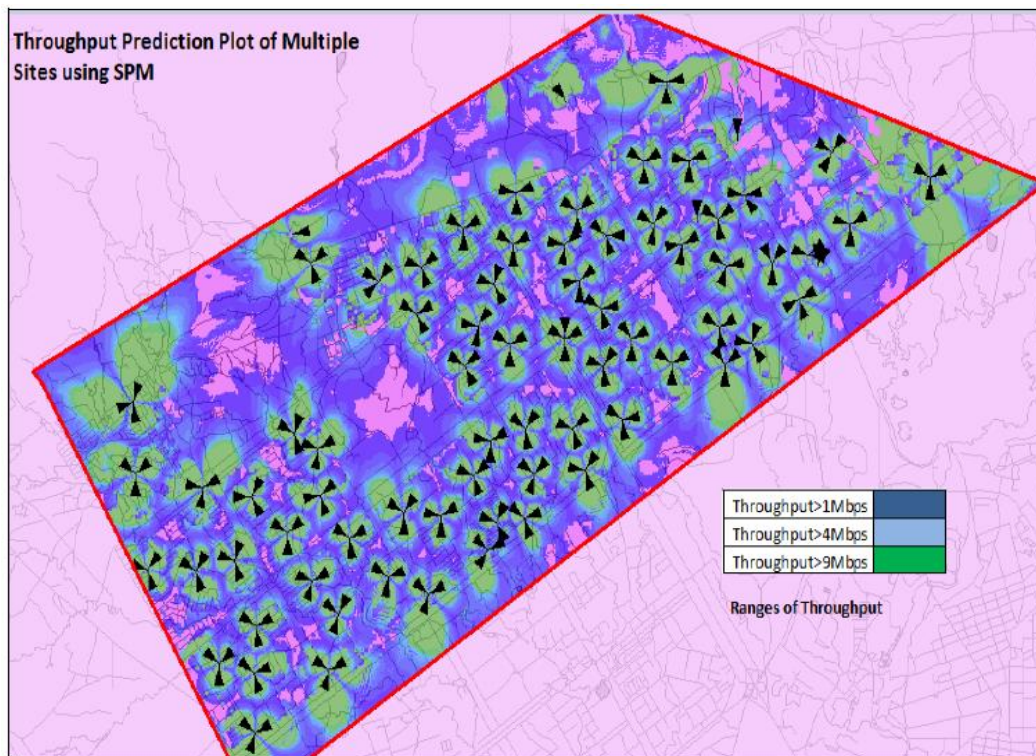 Throughput Prediction Plot of Multiple
Sites using SPM
Throughput>1Mbps
Throughput>4Mbps
Throughput>9Mbps
Ranges of Throughput